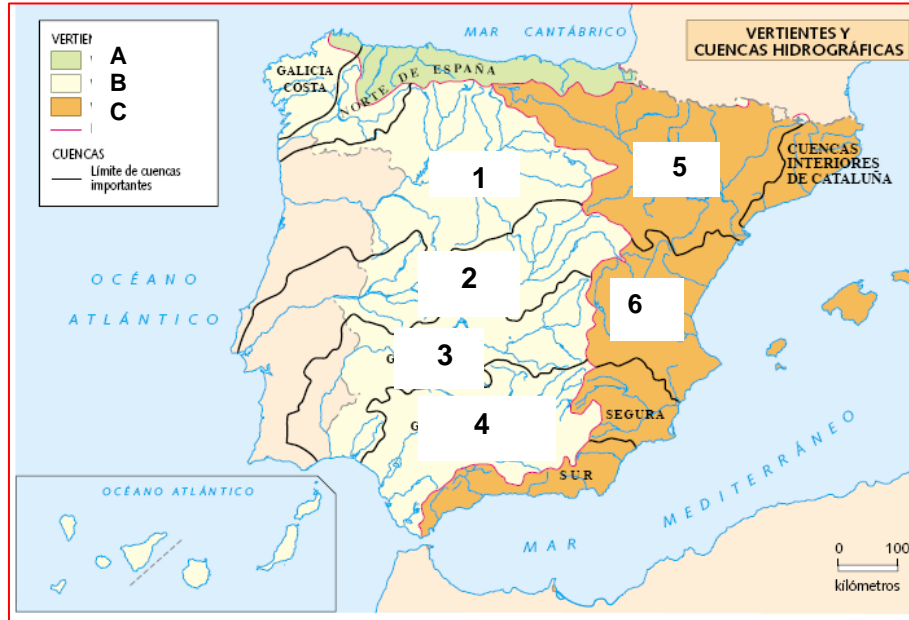 MAR CANTÁBRICO
VERTIENTES Y
CUENCAS HIDROGRÁFICAS
A
B
C
CUENCAS
Límite de cuencas
importantes
GALICIA
COSTA
NORTE DE ESPAÑA
1
5
CUENCAS
INTERIORES
DE CATALUÑA
2
6
OCÉANO
ATLÁNTICO
G
3
G
4
SEGURA
SUR
MAR MEDITERRÁNEO
OCÉANO ATLÁNTICO
0 100
kilómetros